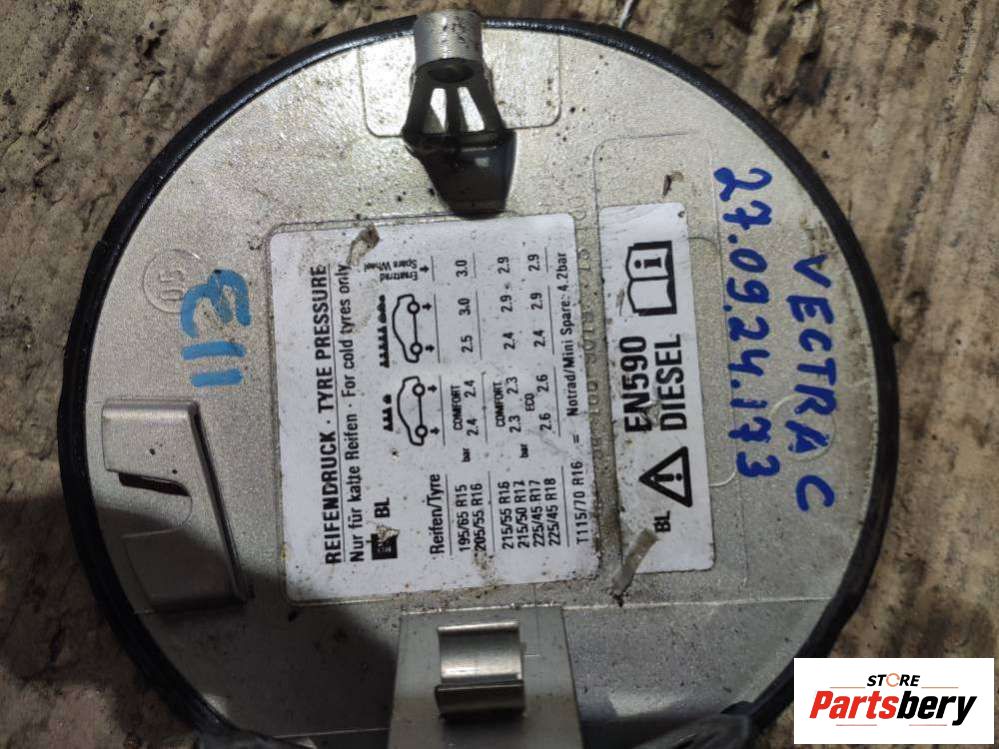 REIFENDRUCK · TYRE PRESSURE
Nur für kalte Reifen · For cold tyres only
BL
Reifen/Tyre
bar
COMFORT
195/65 R15
205/55 R16
2.4 2.4 2.5 3.0 3.0
COMFORT
215/55 R16
215/50 R17
225/45 R17
225/45 R18
bar
2.3 2.3 2.4 2.9 2.9
ECO
2.6 2.6 2.4 2.9 2.9
T115/70 R16 = Notrad/Mini Spare: 4.2bar
BL
EN590
DIESEL
113
05
VECTRA C
27.09.24.173
STORE
Partsbery